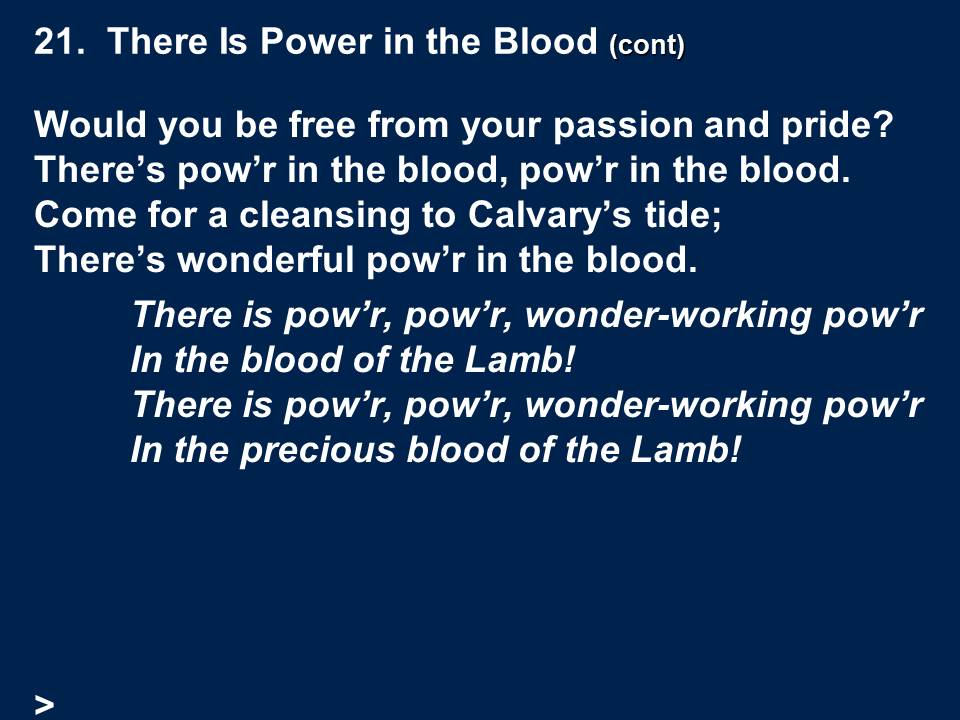 21. There Is Power in the Blood (cont)
Would you be free from your passion and pride?
There’s pow’r in the blood, pow’r in the blood.
Come for a cleansing to Calvary’s tide;
There’s wonderful pow’r in the blood.
There is pow’r, pow’r, wonder-working pow’r
In the blood of the Lamb!
There is pow’r, pow’r, wonder-working pow’r
In the precious blood of the Lamb!
>